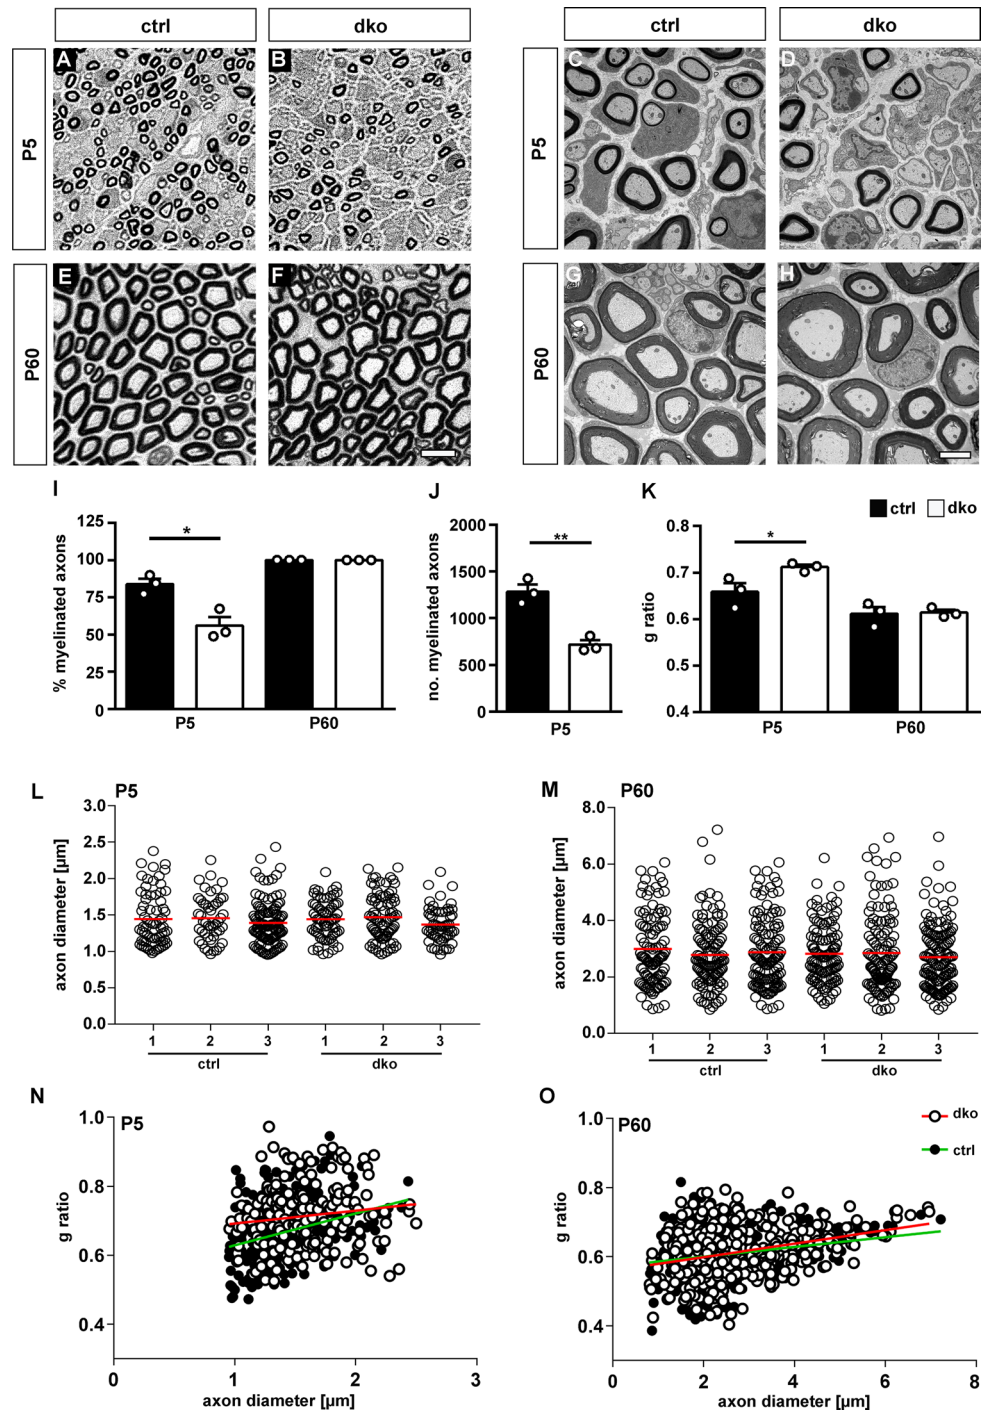 ctrl dko ctrl dko
P5 A B P5 C D
P60 E F P60 G H
I J K
ctrl dko
% myelinated axons
125
100
75
50
25
0
*
P5 P60
no. myelinated axons
2000
1500
1000
500
0
**
P5
g ratio
0.8
0.7
0.6
0.5
0.4
*
P5 P60
L P5
axon diameter [µm]
3.0
2.5
2.0
1.5
1.0
0.5
0.0
1 2 3 1 2 3
ctrl dko
M P60
axon diameter [µm]
8.0
6.0
4.0
2.0
0.0
1 2 3 1 2 3
ctrl dko
N P5
g ratio
1.0
0.8
0.6
0.4
0 1 2 3
axon diameter [µm]
O P60
dko
ctrl
g ratio
1.0
0.8
0.6
0.4
0 2 4 6 8
axon diameter [µm]